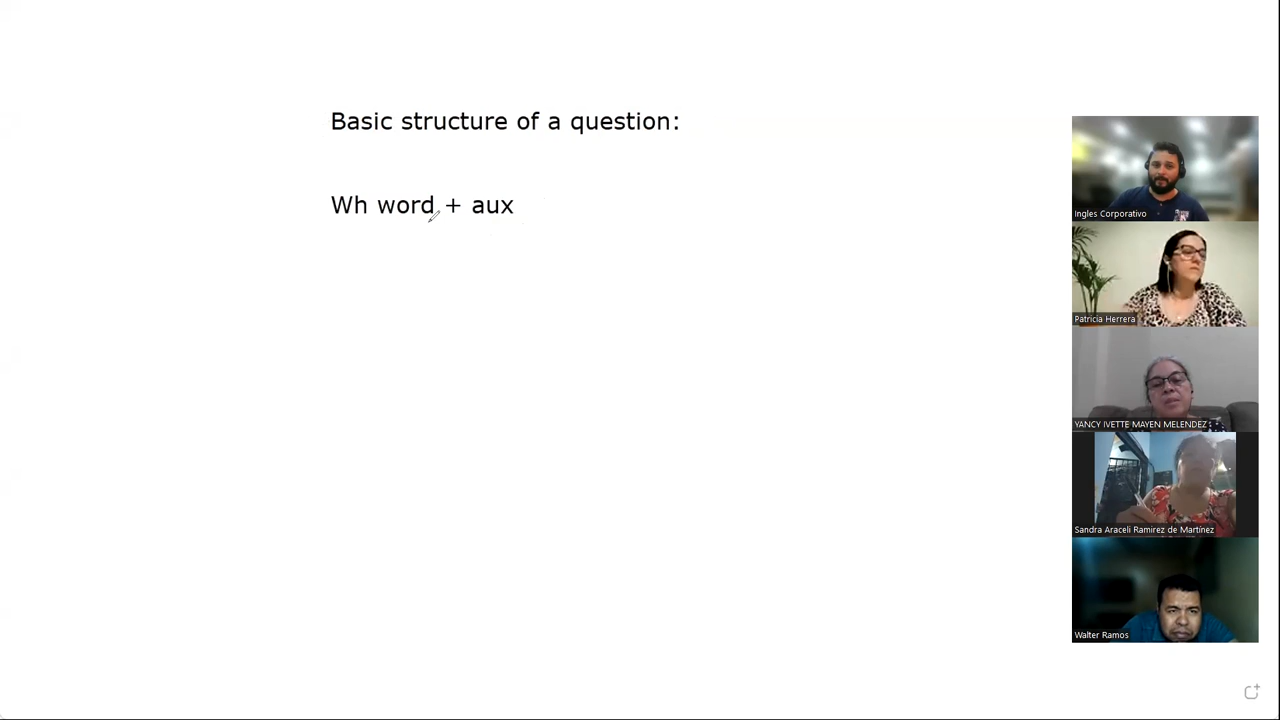 Basic structure of a question:
Wh word + aux
Ingles Corporativo
Patricia Herrera
YANCY IVETTE MAYEN MELENDEZ
Sandra Araceli Ramirez de Martinez
Walter Ramos